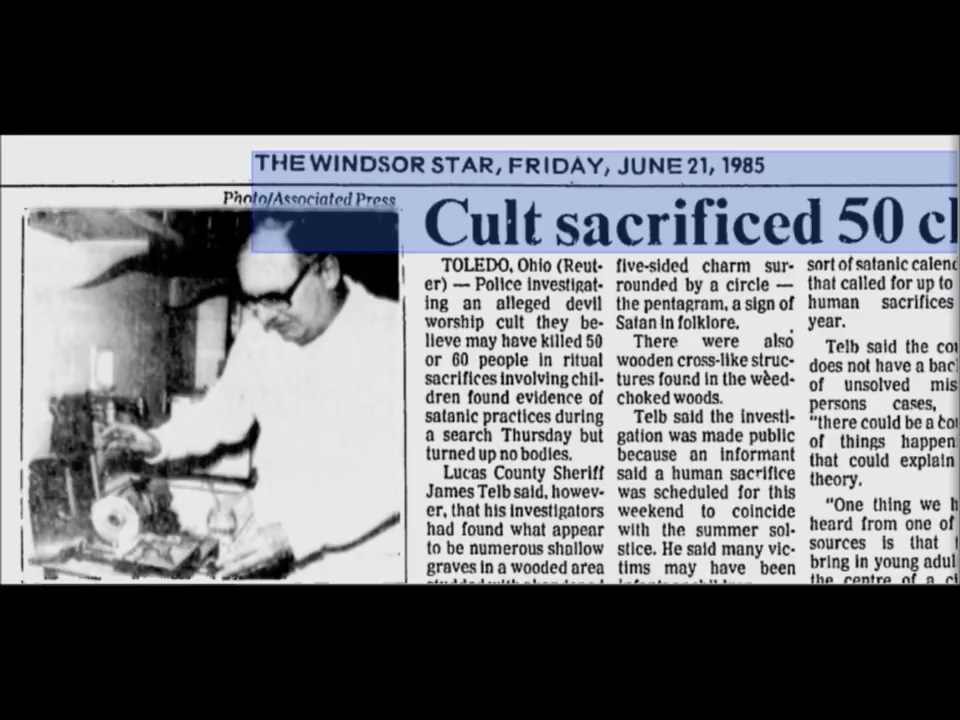 THE WINDSOR STAR, FRIDAY, JUNE 21, 1985
Photo/Associated Press
Cult sacrificed 50
TOLEDO, Ohio (Reut-
er) — Police investigat-
ing an alleged devil
worship cult they be-
lieve may have killed 50
or 60 people in ritual
sacrifices involving chil-
dren found evidence of
satanic practices during
a search Thursday but
turned up no bodies.
Lucas County Sheriff
James Telb said, howev-
er, that his investigators
had found what appear
to be numerous shallow
graves in a wooded area
five-sided charm sur-
rounded by a circle —
the pentagram, a sign of
Satan in folklore.
There were also
wooden cross-like struc-
tures found in the weed-
choked woods.
Telb said the investi-
gation was made public
because an informant
said a human sacrifice
was scheduled for this
weekend to coincide
with the summer sol-
stice. He said many vic-
tims may have been
sort of satanic
that called for up to
human sacrifices
year.
Telb said the
does not have a
of unsolved
persons cases,
"there could be a
of things
that could explain
theory.
"One thing we
heard from one of
sources is that
bring in young
the centre of a